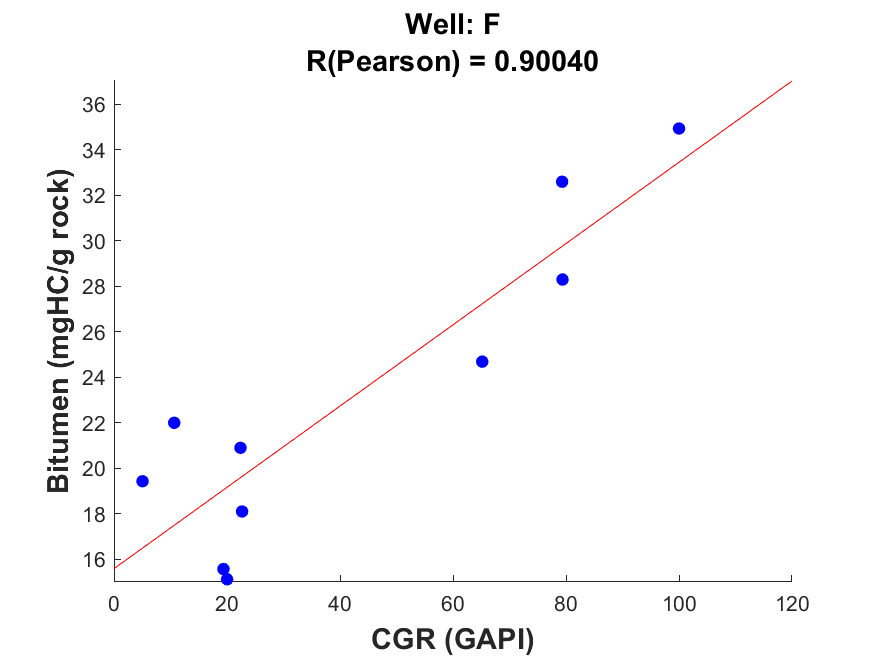 Well: F
R(Pearson) = 0.90040
Bitumen (mgHC/g rock)
36
34
32
30
28
26
24
22
20
18
16
0 20 40 60 80 100 120
CGR (GAPI)